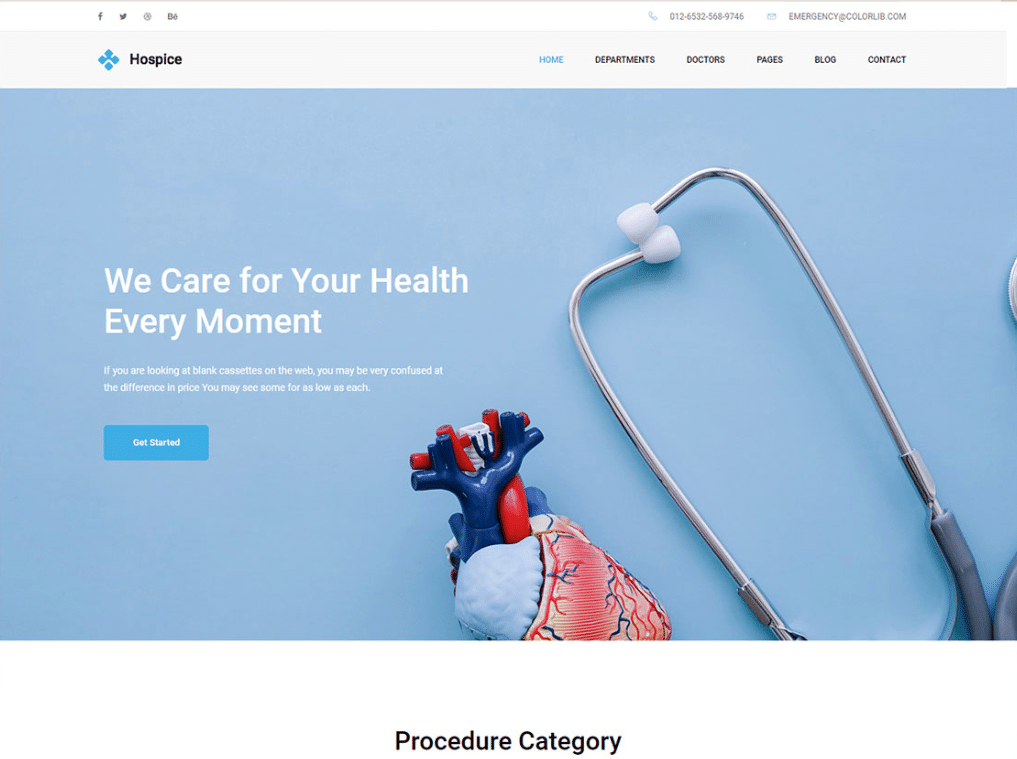 Bē
012-6532-568-9746
EMERGENCY@COLORLIB.COM
Hospice
HOME
DEPARTMENTS
DOCTORS
PAGES
BLOG
CONTACT
We Care for Your Health
Every Moment
If you are looking at blank cassettes on the web, you may be very confused at
the difference in price You may see some for as low as each.
Get Started
Procedure Category